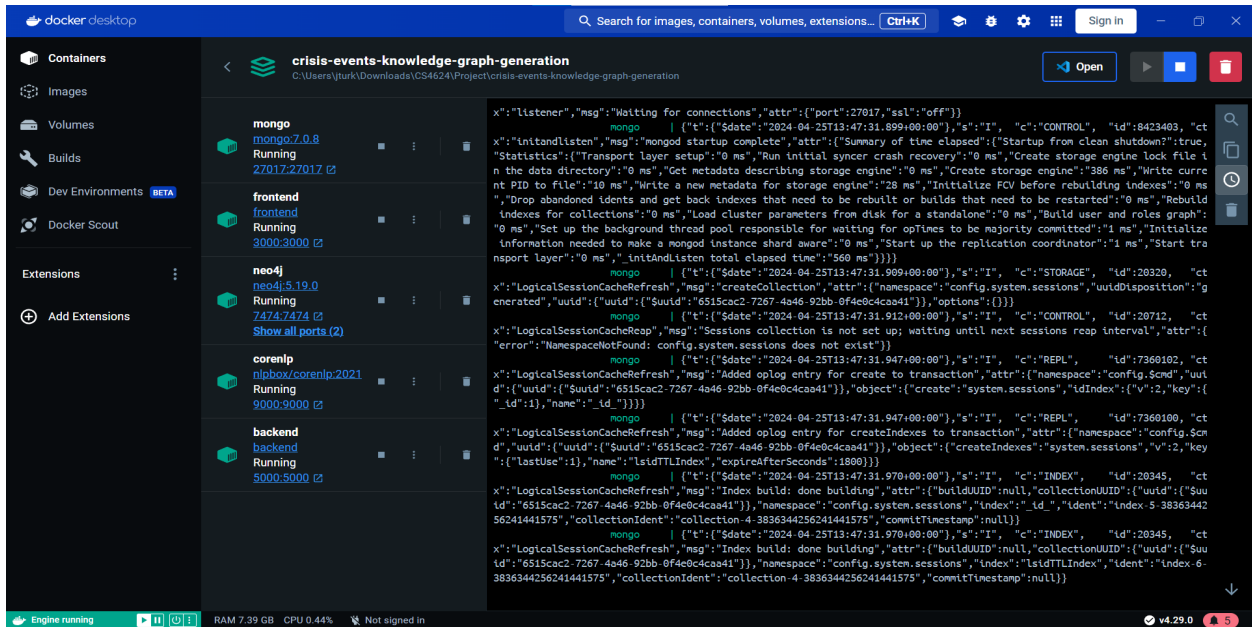 docker desktop
Search for images, containers, volumes, extensions... Ctrl+K
Sign in
Containers
Images
Volumes
Builds
Dev Environments BETA
Docker Scout
Extensions
Add Extensions
crisis-events-knowledge-graph-generation
C:\Users\jturk\Downloads\CS4624\Project\crisis-events-knowledge-graph-generation
Open
mongo
mongo:7.0.8
Running
27017:27017
frontend
frontend
Running
3000:3000
neo4j
neo4j:5.19.0
Running
7474:7474
Show all ports (2)
corenlp
nlpbox/corenlp:2021
Running
9000:9000
backend
backend
Running
5000:5000
x":"listener","msg":"Waiting for connections","attr":{"port":27017,"ssl":"off"}}
mongo | {"t":{"$date":"2024-04-25T13:47:31.899+00:00"},"s":"I", "c":"CONTROL", "id":8423403, "ct
x":"initandlisten","msg":"mongod startup complete","attr":{"Summary of time elapsed":{"Startup from clean shutdown?":true,
"Statistics":{"Transport layer setup":"0 ms","Run initial syncer crash recovery":"0 ms","Create storage engine lock file i
n the data directory":"0 ms","Get metadata describing storage engine":"0 ms","Create storage engine":"386 ms","Write curre
nt PID to file":"10 ms","Write a new metadata for storage engine":"28 ms","Initialize FCV before rebuilding indexes":"0 ms
","Drop abandoned idents and get back indexes that need to be rebuilt or builds that need to be restarted":"0 ms","Rebuild
indexes for collections":"0 ms","Load cluster parameters from disk for a standalone":"0 ms","Build user and roles graph":
"0 ms","Set up the background thread pool responsible for waiting for opTimes to be majority committed":"1 ms","Initialize
information needed to make a mongod instance shard aware":"0 ms","Start up the replication coordinator":"1 ms","Start tra
nsport layer":"0 ms","_initAndListen total elapsed time":"560 ms"}}}}
mongo | {"t":{"$date":"2024-04-25T13:47:31.909+00:00"},"s":"I", "c":"STORAGE", "id":20320, "ct
x":"LogicalSessionCacheRefresh","msg":"createCollection","attr":{"namespace":"config.system.sessions","uuidDisposition":"g
enerated","uuid":{"uuid":{"$uuid":"6515cac2-7267-4a46-92bb-0f4e0c4caa41"}},"options":{}}}
mongo | {"t":{"$date":"2024-04-25T13:47:31.912+00:00"},"s":"I", "c":"CONTROL", "id":20712, "ct
x":"LogicalSessionCacheReap","msg":"Sessions collection is not set up; waiting until next sessions reap interval","attr":{
"error":"NamespaceNotFound: config.system.sessions does not exist"}}
mongo | {"t":{"$date":"2024-04-25T13:47:31.947+00:00"},"s":"I", "c":"REPL", "id":7360102, "ct
x":"LogicalSessionCacheRefresh","msg":"Added oplog entry for create to transaction","attr":{"namespace":"config.$cmd","uui
d":{"uuid":{"$uuid":"6515cac2-7267-4a46-92bb-0f4e0c4caa41"}},"object":{"create":"system.sessions","idIndex":{"v":2,"key":{
"_id":1},"name":"_id_"}}}}
mongo | {"t":{"$date":"2024-04-25T13:47:31.947+00:00"},"s":"I", "c":"REPL", "id":7360100, "ct
x":"LogicalSessionCacheRefresh","msg":"Added oplog entry for createIndexes to transaction","attr":{"namespace":"config.$cm
d","uuid":{"uuid":{"$uuid":"6515cac2-7267-4a46-92bb-0f4e0c4caa41"}},"object":{"createIndexes":"system.sessions","v":2,"key
":{"lastUse":1},"name":"lsidTTLIndex","expireAfterSeconds":1800}}}
mongo | {"t":{"$date":"2024-04-25T13:47:31.970+00:00"},"s":"I", "c":"INDEX", "id":20345, "ct
x":"LogicalSessionCacheRefresh","msg":"Index build: done building","attr":{"buildUUID":null,"collectionUUID":{"uuid":{"$uu
id":"6515cac2-7267-4a46-92bb-0f4e0c4caa41"}},"namespace":"config.system.sessions","index":"_id_","ident":"index-5-38363442
56241441575","collectionIdent":"collection-4-3836344256241441575","commitTimestamp":null}}
mongo | {"t":{"$date":"2024-04-25T13:47:31.970+00:00"},"s":"I", "c":"INDEX", "id":20345, "ct
x":"LogicalSessionCacheRefresh","msg":"Index build: done building","attr":{"buildUUID":null,"collectionUUID":{"uuid":{"$uu
id":"6515cac2-7267-4a46-92bb-0f4e0c4caa41"}},"namespace":"config.system.sessions","index":"lsidTTLIndex","ident":"index-6-
3836344256241441575","collectionIdent":"collection-4-3836344256241441575","commitTimestamp":null}}
Engine running
RAM 7.39 GB CPU 0.44% Not signed in
v4.29.0 5